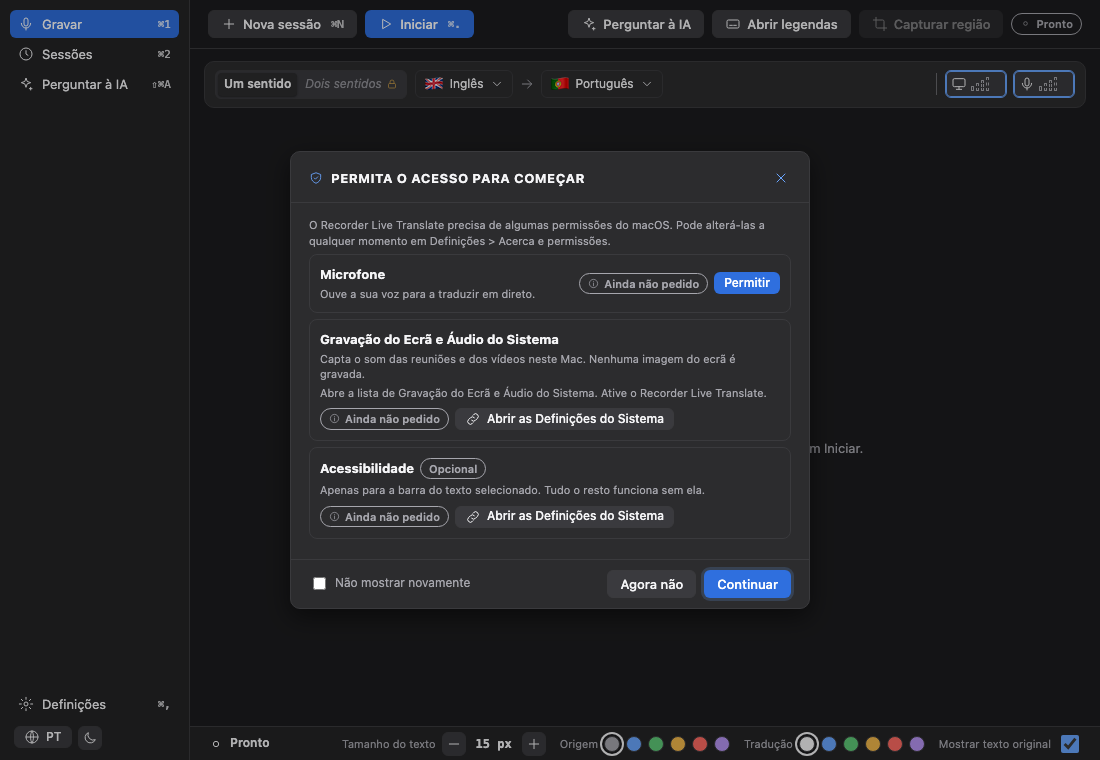 Gravar ⌘1
Sessões ⌘2
Perguntar à IA ⇧⌘A
Nova sessão ⌘N
Iniciar ⌘.
Perguntar à IA
Abrir legendas
Capturar região
Pronto
Um sentido
Dois sentidos
Inglês
Português
PERMITA O ACESSO PARA COMEÇAR
O Recorder Live Translate precisa de algumas permissões do macOS. Pode alterá-las a
qualquer momento em Definições > Acerca e permissões.
Microfone
Ouve a sua voz para a traduzir em direto.
Ainda não pedido
Permitir
Gravação do Ecrã e Áudio do Sistema
Capta o som das reuniões e dos vídeos neste Mac. Nenhuma imagem do ecrã é
gravada.
Abre a lista de Gravação do Ecrã e Áudio do Sistema. Ative o Recorder Live Translate.
Ainda não pedido
Abrir as Definições do Sistema
Acessibilidade
Opcional
Apenas para a barra do texto selecionado. Tudo o resto funciona sem ela.
Ainda não pedido
Abrir as Definições do Sistema
Não mostrar novamente
Agora não
Continuar
m Iniciar.
Definições ⌘,
PT
Pronto
Tamanho do texto
15 px
Origem
Tradução
Mostrar texto original